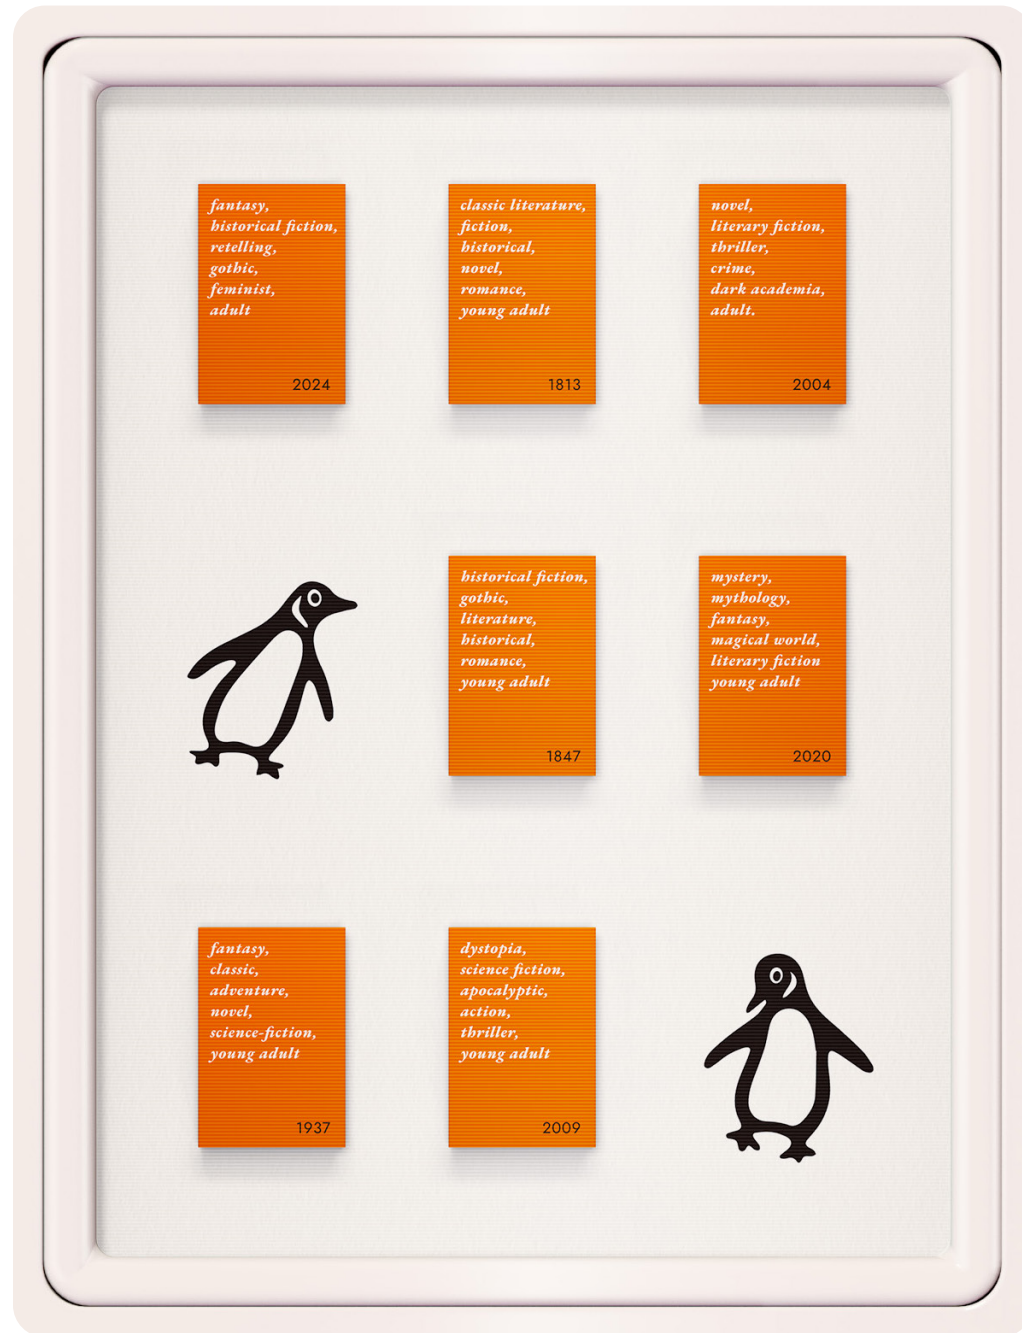 fantasy,
historical fiction,
retelling,
gothic,
feminist,
adult
2024
classic literature,
fiction,
historical,
novel,
romance,
young adult
1813
novel,
literary fiction,
thriller,
crime,
dark academia,
adult.
2004
historical fiction,
gothic,
literature,
historical,
romance,
young adult
1847
mystery,
mythology,
fantasy,
magical world,
literary fiction
young adult
2020
fantasy,
classic,
adventure,
novel,
science-fiction,
young adult
1937
dystopia,
science fiction,
apocalyptic,
action,
thriller,
young adult
2009